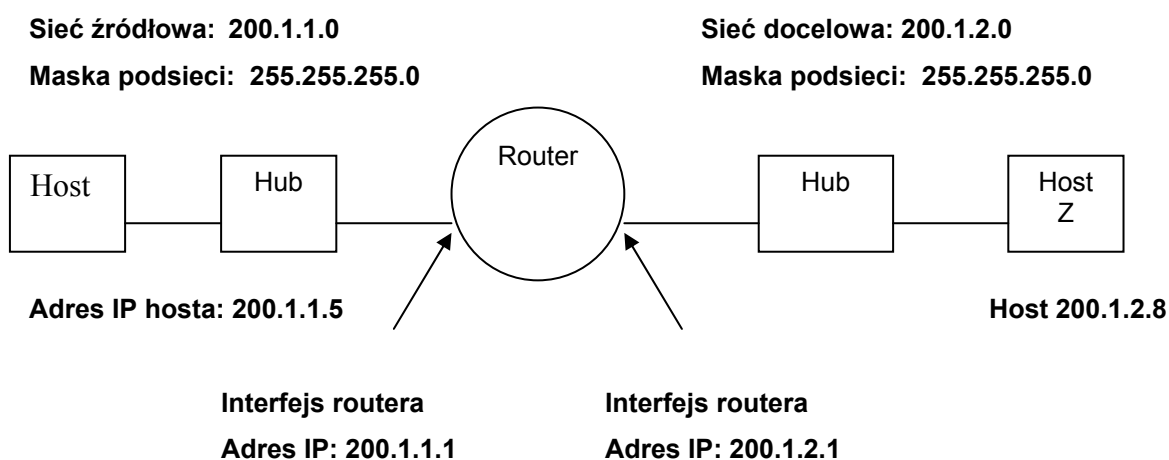 Sieć źródłowa: 200.1.1.0
Maska podsieci: 255.255.255.0
Sieć docelowa: 200.1.2.0
Maska podsieci: 255.255.255.0
Host
Hub
Router
Hub
Host
Z
Adres IP hosta: 200.1.1.5
Host 200.1.2.8
Interfejs routera
Adres IP: 200.1.1.1
Interfejs routera
Adres IP: 200.1.2.1